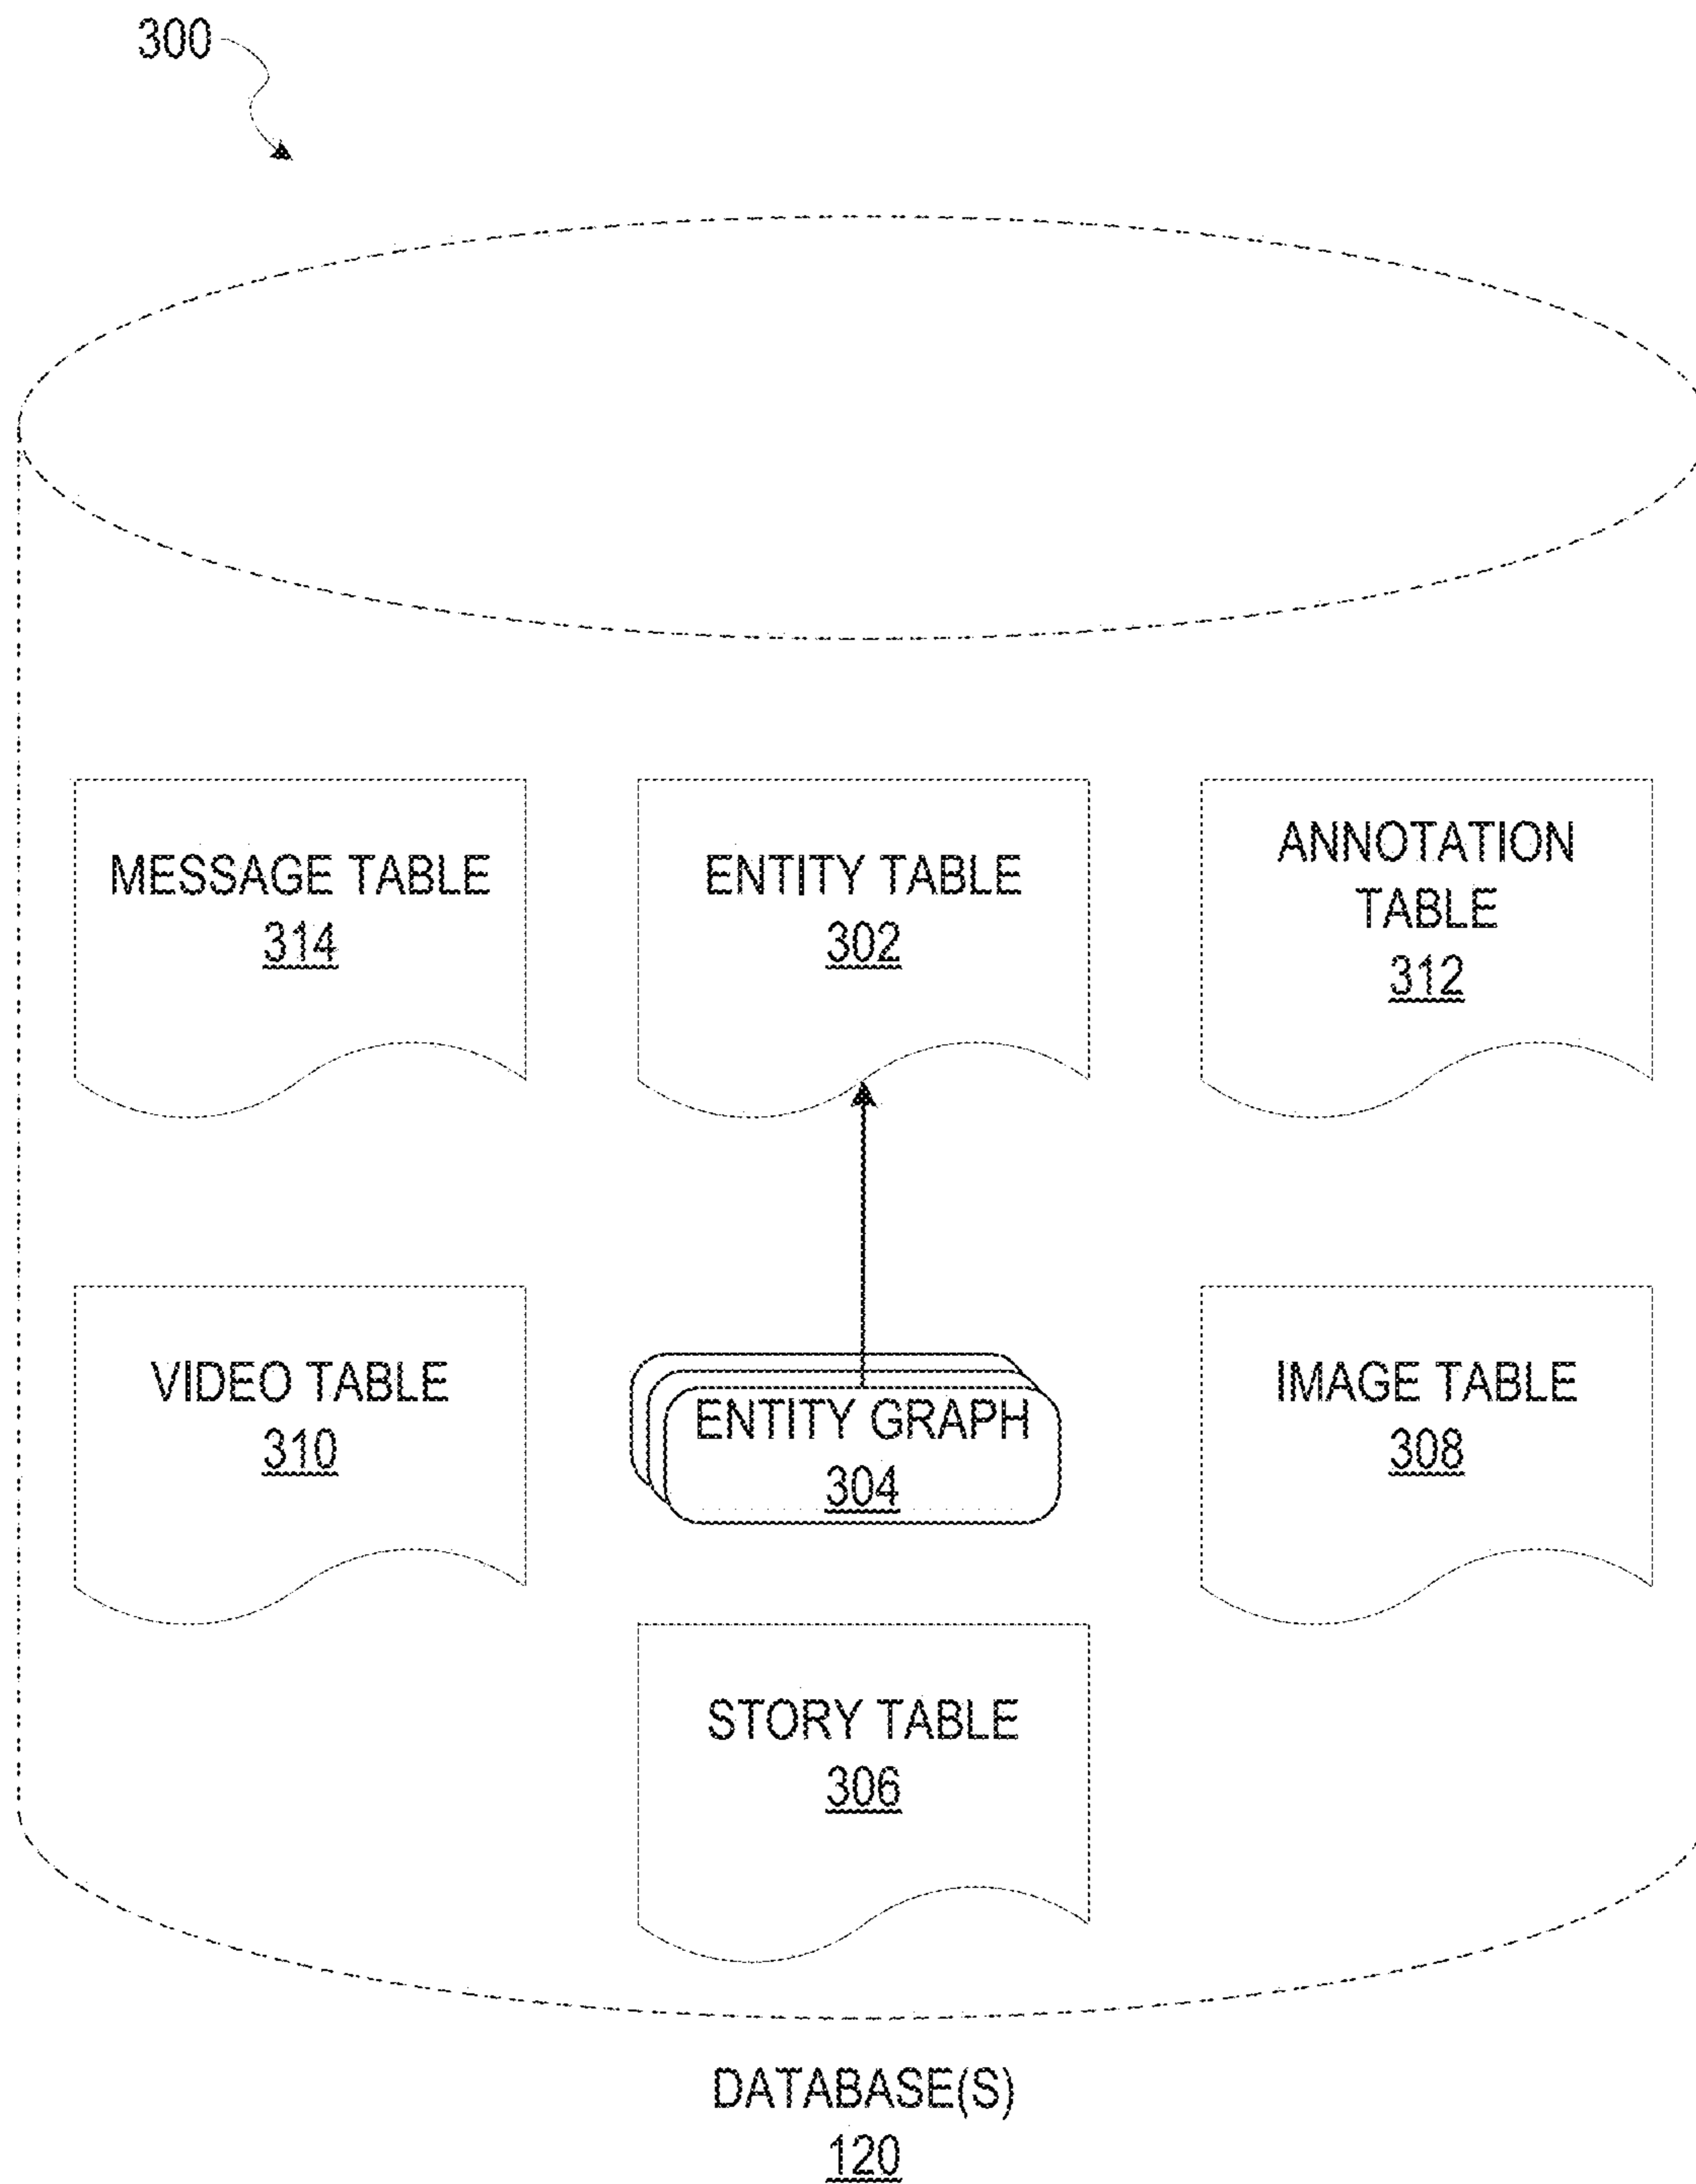 300
MESSAGE TABLE
314
ENTITY TABLE
302
ANNOTATION
TABLE
312
VIDEO TABLE
310
ENTITY GRAPH
304
IMAGE TABLE
308
STORY TABLE
306
DATABASE(S)
120